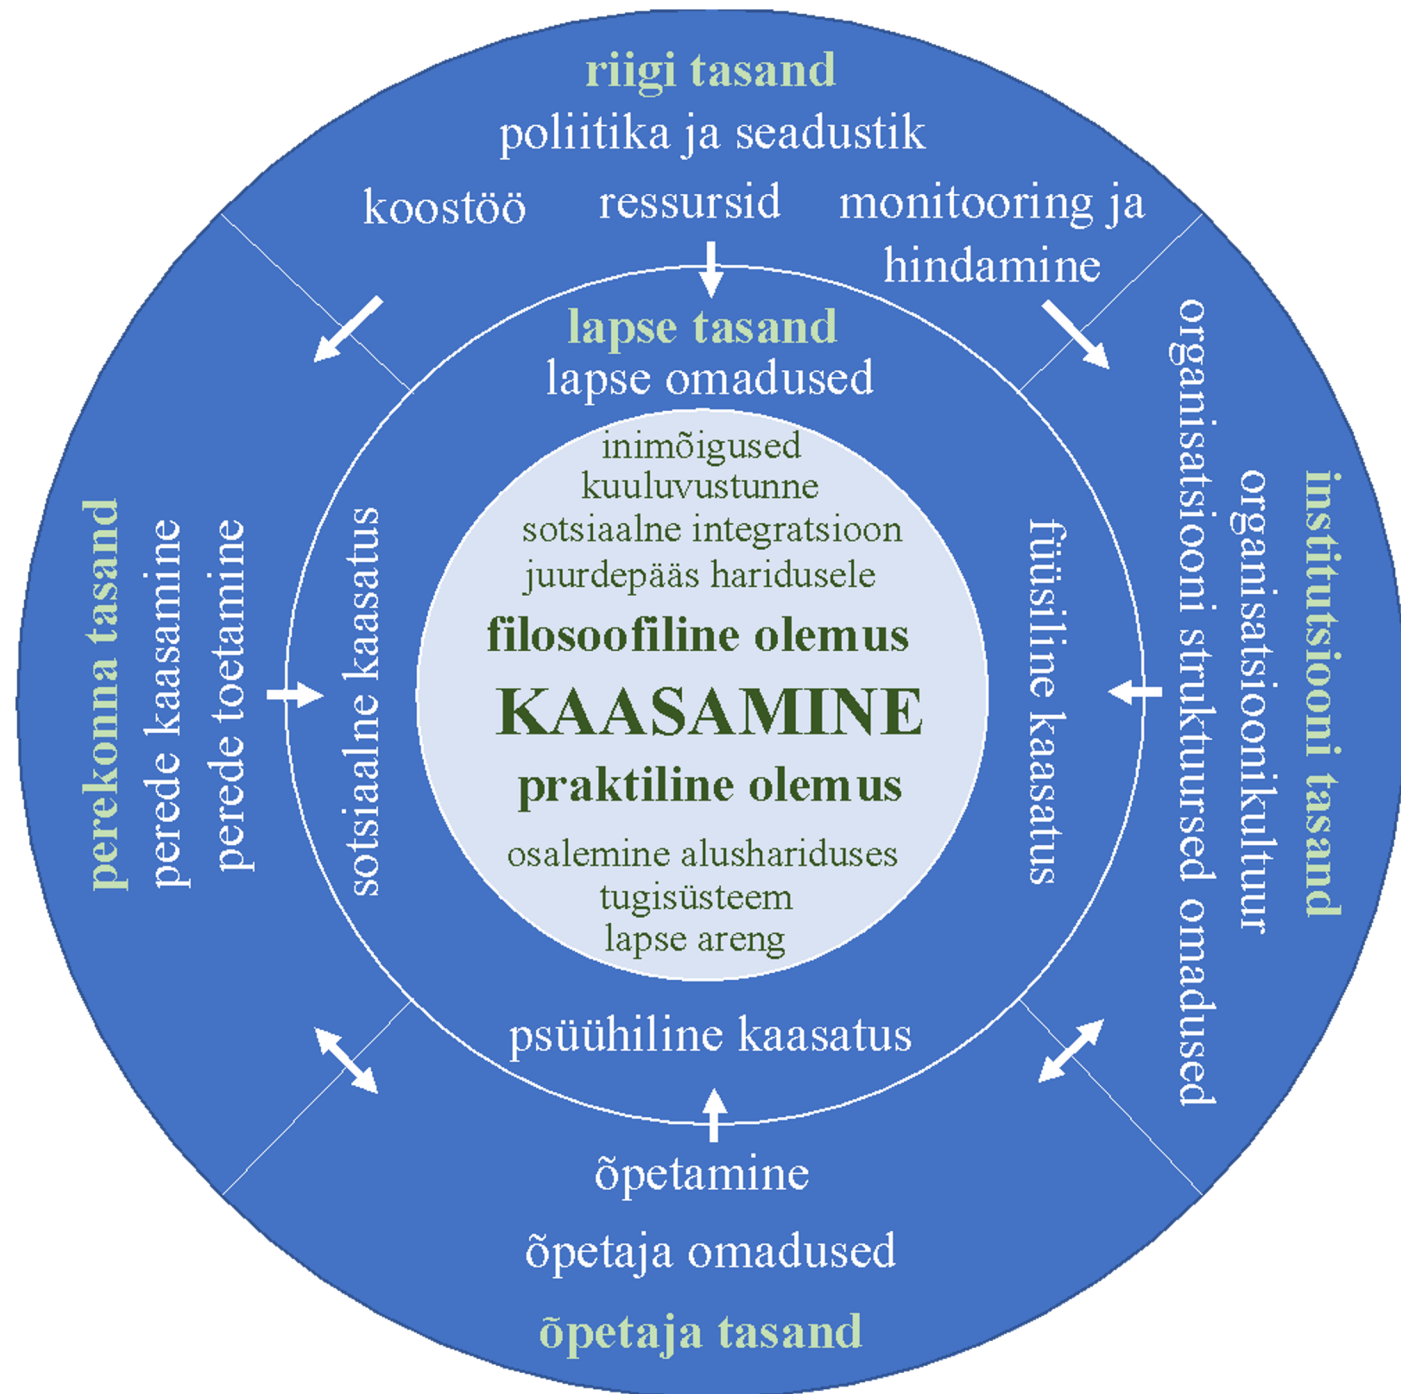 riigi tasand
poliitika ja seadustik
koostöö
ressursid
monitooring ja
hindamine
lapse tasand
lapse omadused
inimõigused
kuuluvustunne
sotsiaalne integratsioon
juurdepääs haridusele
filosoofiline olemus
KAASAMINE
praktiline olemus
osalemine alushariduses
tugisüsteem
lapse areng
perekonna tasand
perede kaasamine
perede toetamine
sotsiaalne kaasatus
füüsiline kaasatus
organisatsiooni struktuursed omadused
organisatsioonikultuur
institutsiooni tasand
psüühiline kaasatus
õpetamine
õpetaja omadused
õpetaja tasand